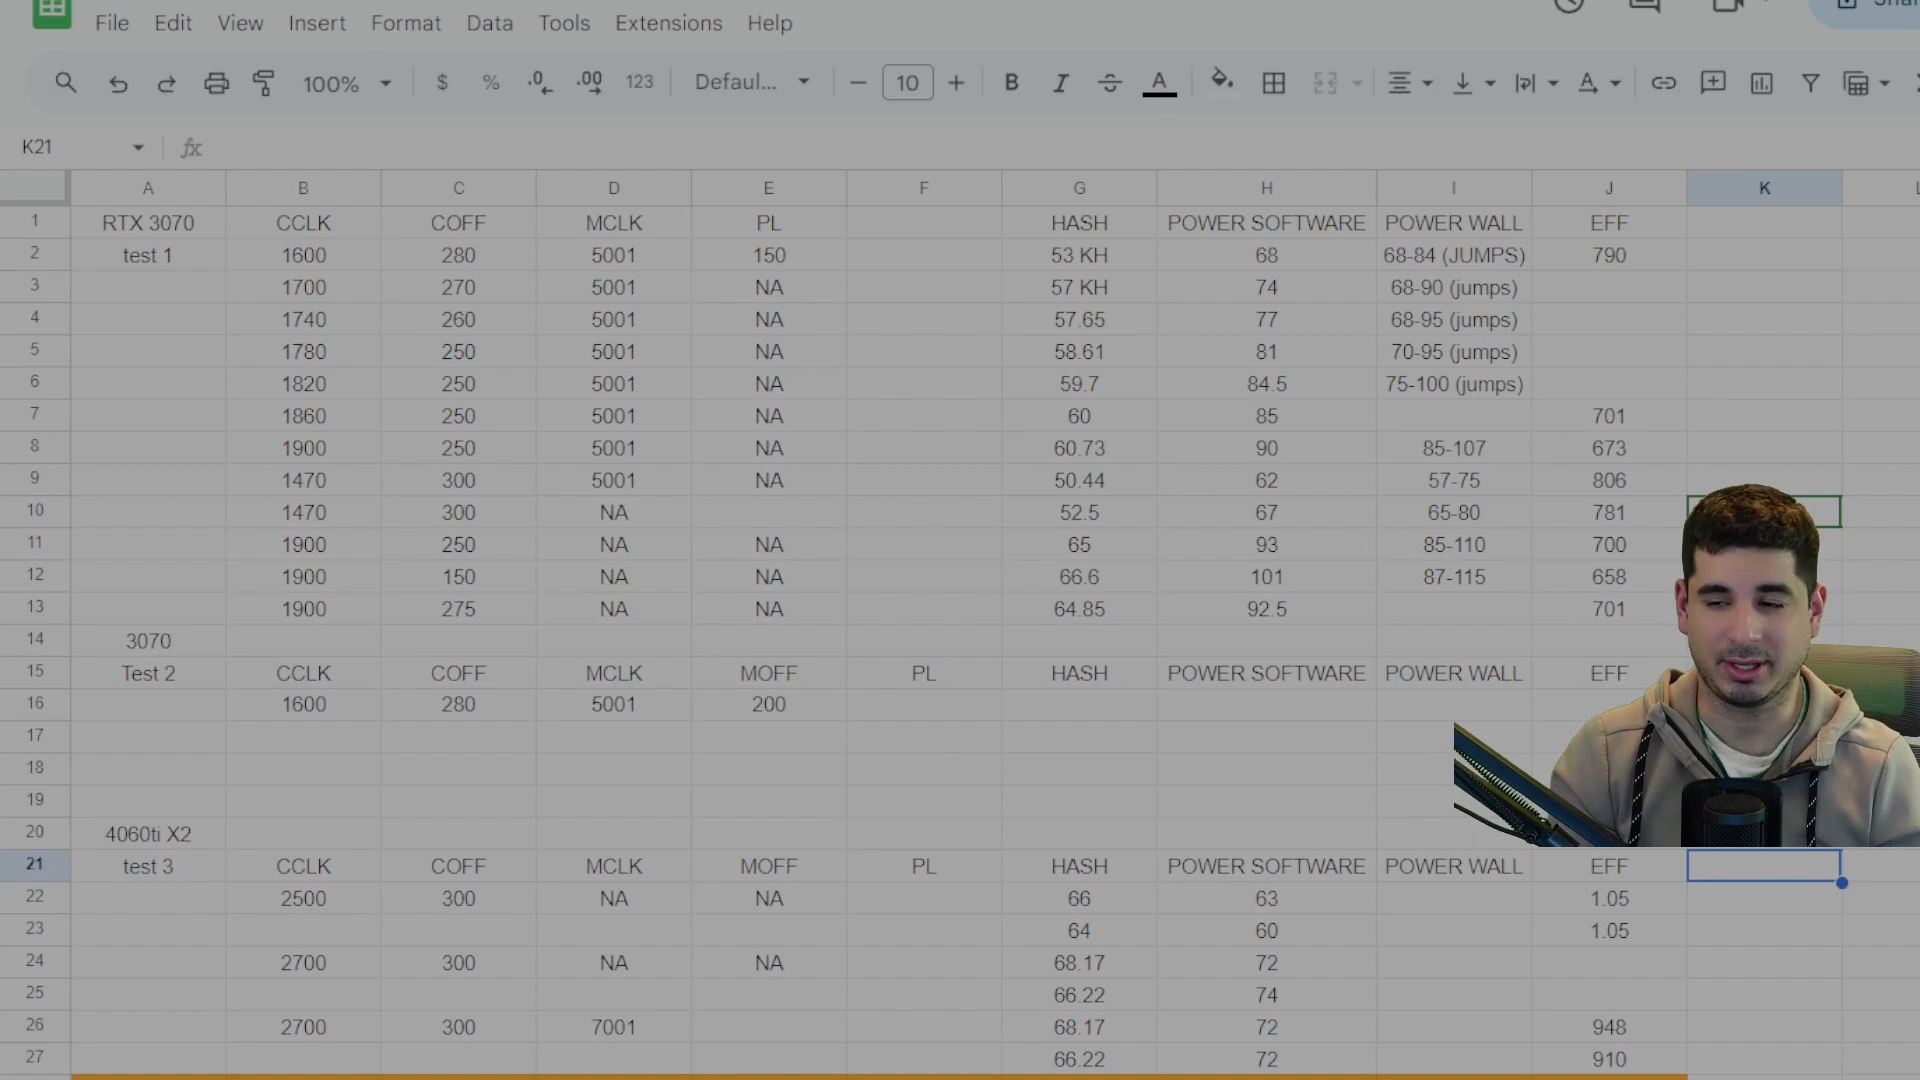 Shar
File Edit View Insert Format Data Tools Extensions Help
100% $ % .0 .00 123 Defaul... 10 B I A A
K21 fx
A B C D E F G H I J K L
1 RTX 3070 CCLK COFF MCLK PL HASH POWER SOFTWARE POWER WALL EFF
2 test 1 1600 280 5001 150 53 KH 68 68-84 (JUMPS) 790
3 1700 270 5001 NA 57 KH 74 68-90 (jumps)
4 1740 260 5001 NA 57.65 77 68-95 (jumps)
5 1780 250 5001 NA 58.61 81 70-95 (jumps)
6 1820 250 5001 NA 59.7 84.5 75-100 (jumps)
7 1860 250 5001 NA 60 85 701
8 1900 250 5001 NA 60.73 90 85-107 673
9 1470 300 5001 NA 50.44 62 57-75 806
10 1470 300 NA 52.5 67 65-80 781
11 1900 250 NA NA 65 93 85-110 700
12 1900 150 NA NA 66.6 101 87-115 658
13 1900 275 NA NA 64.85 92.5 701
14 3070
15 Test 2 CCLK COFF MCLK MOFF PL HASH POWER SOFTWARE POWER WALL EFF
16 1600 280 5001 200
17
18
19
20 4060ti X2
21 test 3 CCLK COFF MCLK MOFF PL HASH POWER SOFTWARE POWER WALL EFF
22 2500 300 NA NA 66 63 1.05
23 64 60 1.05
24 2700 300 NA NA 68.17 72
25 66.22 74
26 2700 300 7001 68.17 72 948
27 66.22 72 910